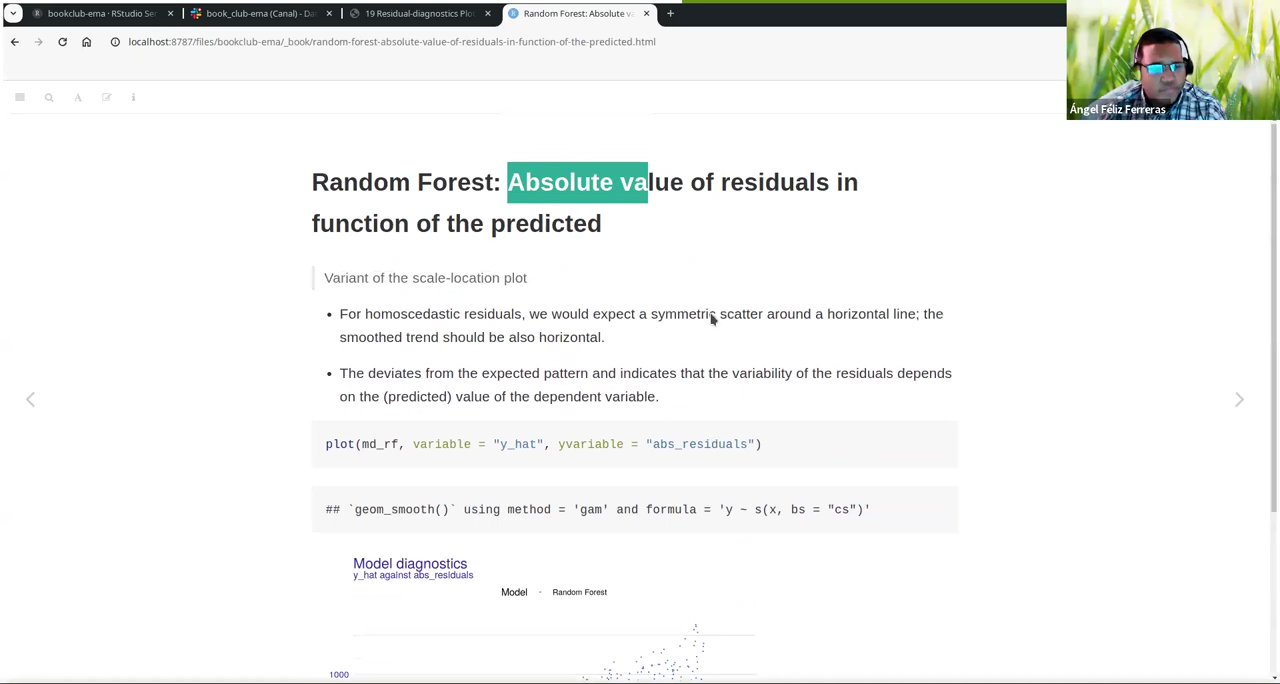 bookclub-ema · RStudio Ser
book_club-ema (Canal) - Da
19 Residual-diagnostics Plo
Random Forest: Absolute va
localhost:8787/files/bookclub-ema/_book/random-forest-absolute-value-of-residuals-in-function-of-the-predicted.html
Ángel Féliz Ferreras
Random Forest: Absolute value of residuals in
function of the predicted
Variant of the scale-location plot
• For homoscedastic residuals, we would expect a symmetric scatter around a horizontal line; the
smoothed trend should be also horizontal.
• The deviates from the expected pattern and indicates that the variability of the residuals depends
on the (predicted) value of the dependent variable.
plot(md_rf, variable = "y_hat", yvariable = "abs_residuals")
## `geom_smooth()` using method = 'gam' and formula = 'y ~ s(x, bs = "cs")'
Model diagnostics
y_hat against abs_residuals
Model · Random Forest
1000